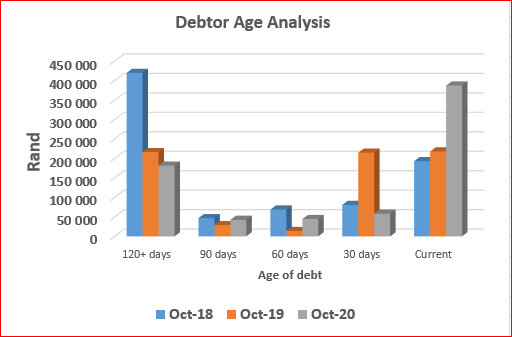 Debtor Age Analysis
450 000
400 000
350 000
300 000
250 000
200 000
150 000
100 000
50 000
0
Rand
120+ days 90 days 60 days 30 days Current
Age of debt
Oct-18 Oct-19 Oct-20